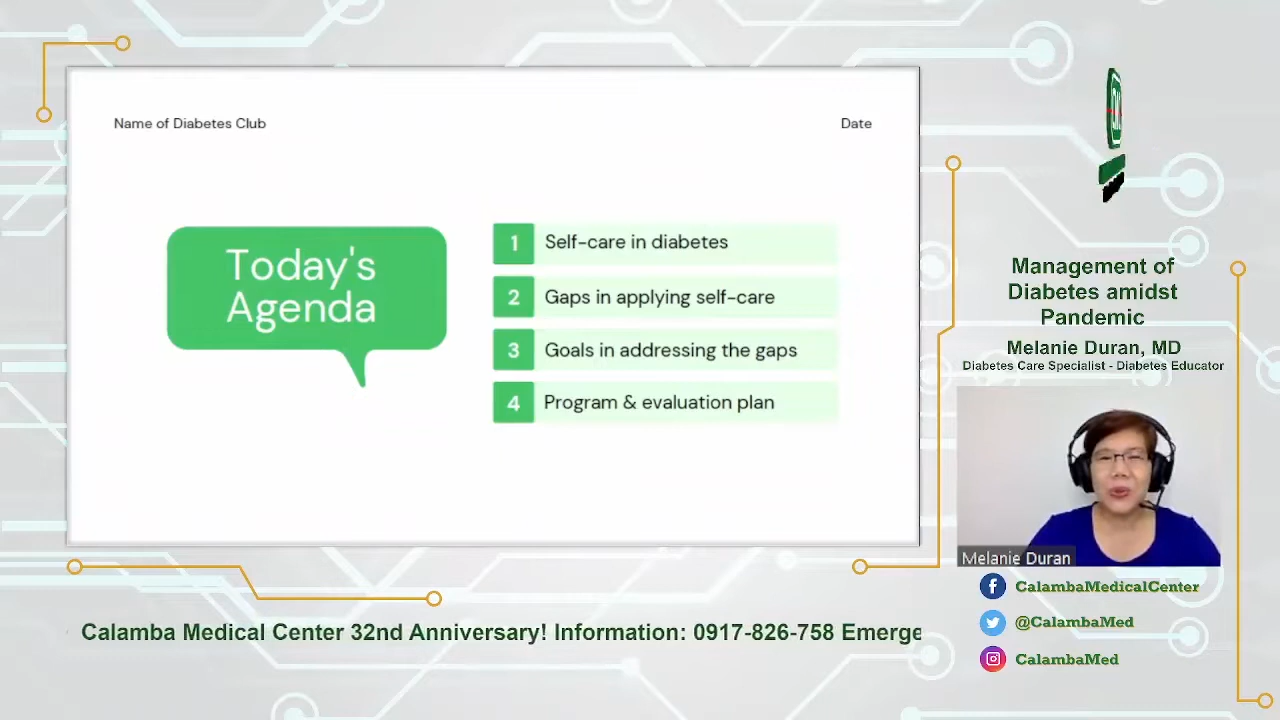 Name of Diabetes Club
Date
Today's
Agenda
1 Self-care in diabetes
2 Gaps in applying self-care
3 Goals in addressing the gaps
4 Program & evaluation plan
Management of
Diabetes amidst
Pandemic
Melanie Duran, MD
Diabetes Care Specialist - Diabetes Educator
Melanie Duran
CalambaMedicalCenter
@CalambaMed
CalambaMed
Calamba Medical Center 32nd Anniversary! Information: 0917-826-758 Emerge